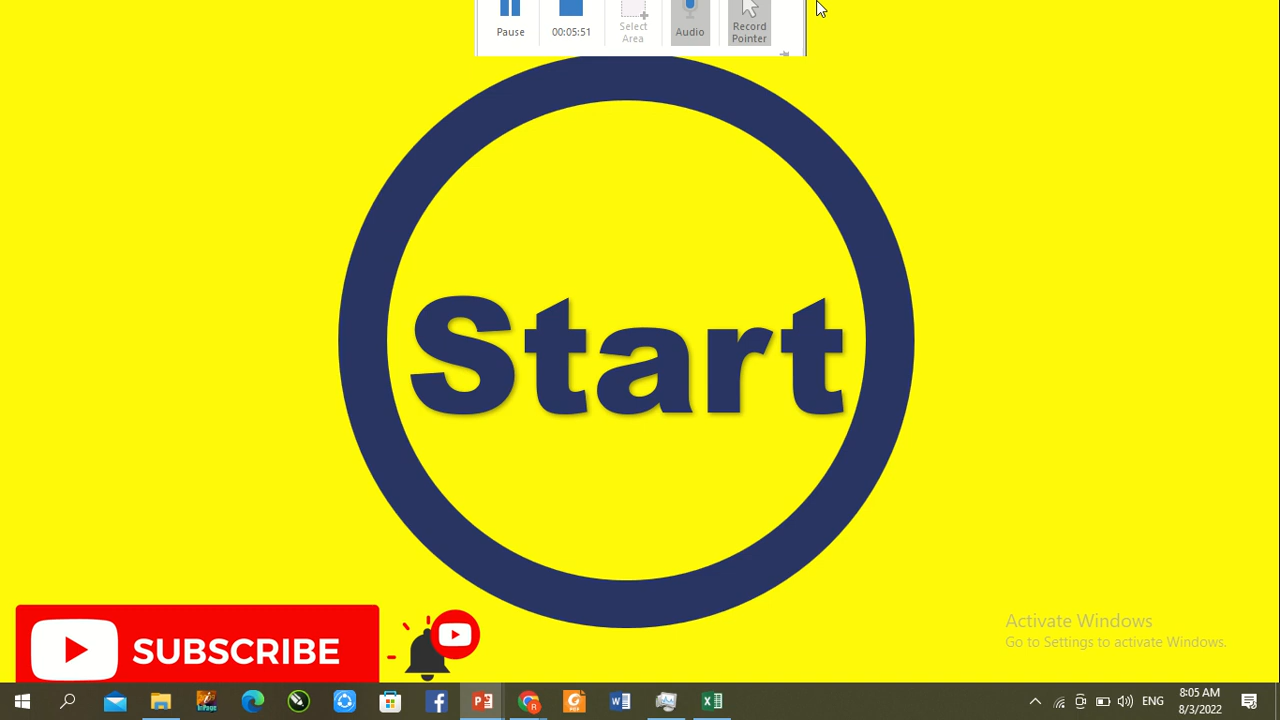 Pause
00:05:51
Select
Area
Audio
Record
Pointer
Start
SUBSCRIBE
Activate Windows
Go to Settings to activate Windows.
ENG
8:05 AM
8/3/2022